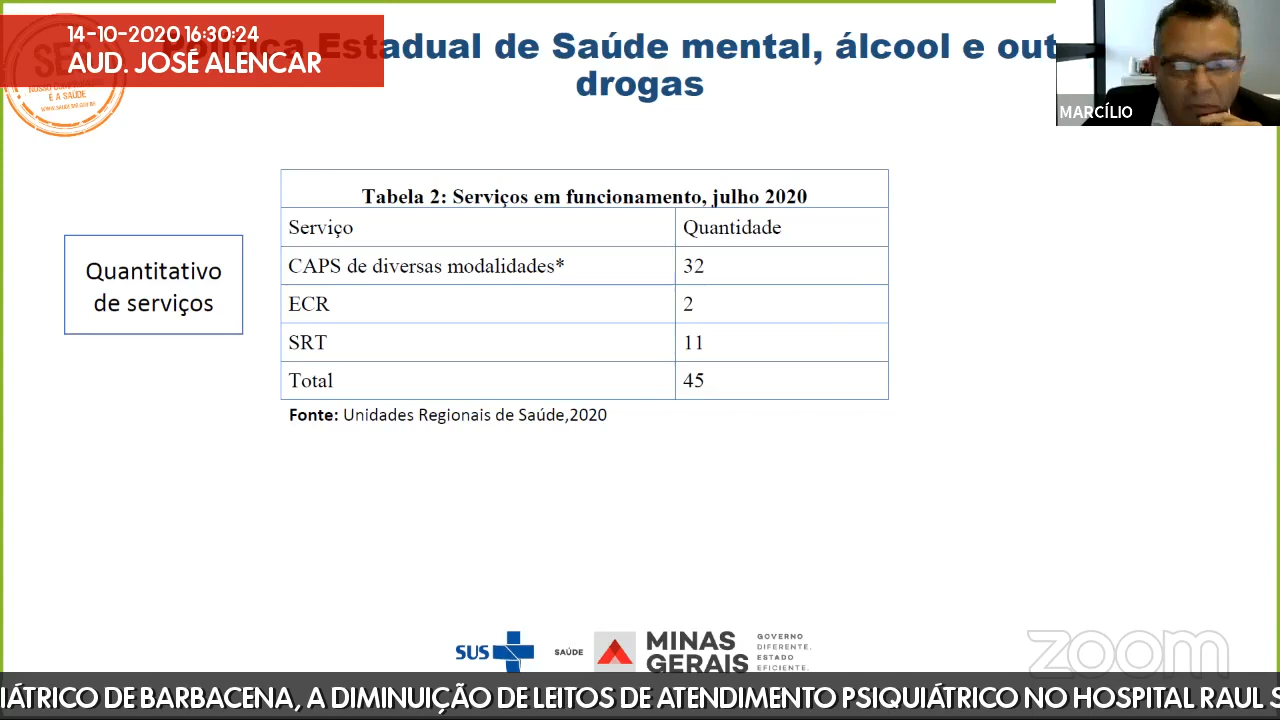 14-10-2020 16:30:24
AUD. JOSÉ ALENCAR
Estadual de Saúde mental, álcool e out
drogas
MARCÍLIO
SES
E A SAÚDE
Tabela 2: Serviços em funcionamento, julho 2020
Serviço Quantidade
CAPS de diversas modalidades* 32
ECR 2
SRT 11
Total 45
Quantitativo
de serviços
Fonte: Unidades Regionais de Saúde,2020
SUS
SAÚDE
MINAS
GERAIS
GOVERNO
DIFERENTE.
ESTADO
EFICIENTE.
zoom
IÁTRICO DE BARBACENA, A DIMINUIÇÃO DE LEITOS DE ATENDIMENTO PSIQUIÁTRICO NO HOSPITAL RAUL S